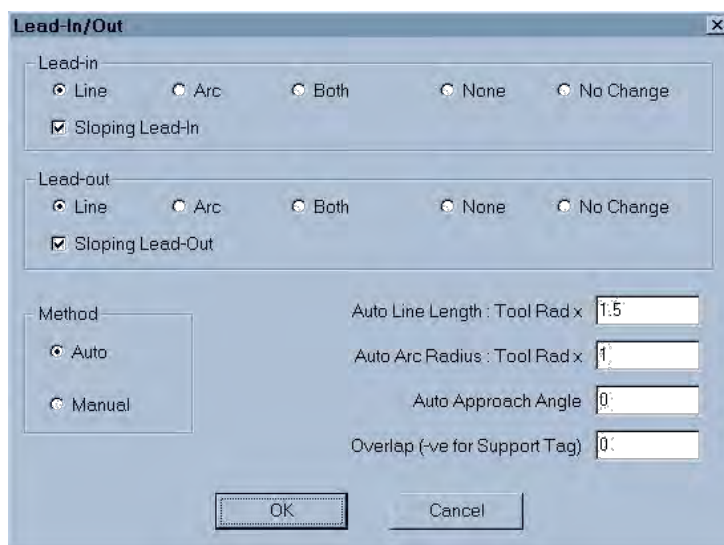 Lead-In/Out
Lead-in
Line Arc Both None No Change
Sloping Lead-In
Lead-out
Line Arc Both None No Change
Sloping Lead-Out
Method
Auto
Manual
Auto Line Length : Tool Rad x 1.5
Auto Arc Radius : Tool Rad x 1
Auto Approach Angle 0
Overlap (-ve for Support Tag) 0
OK Cancel